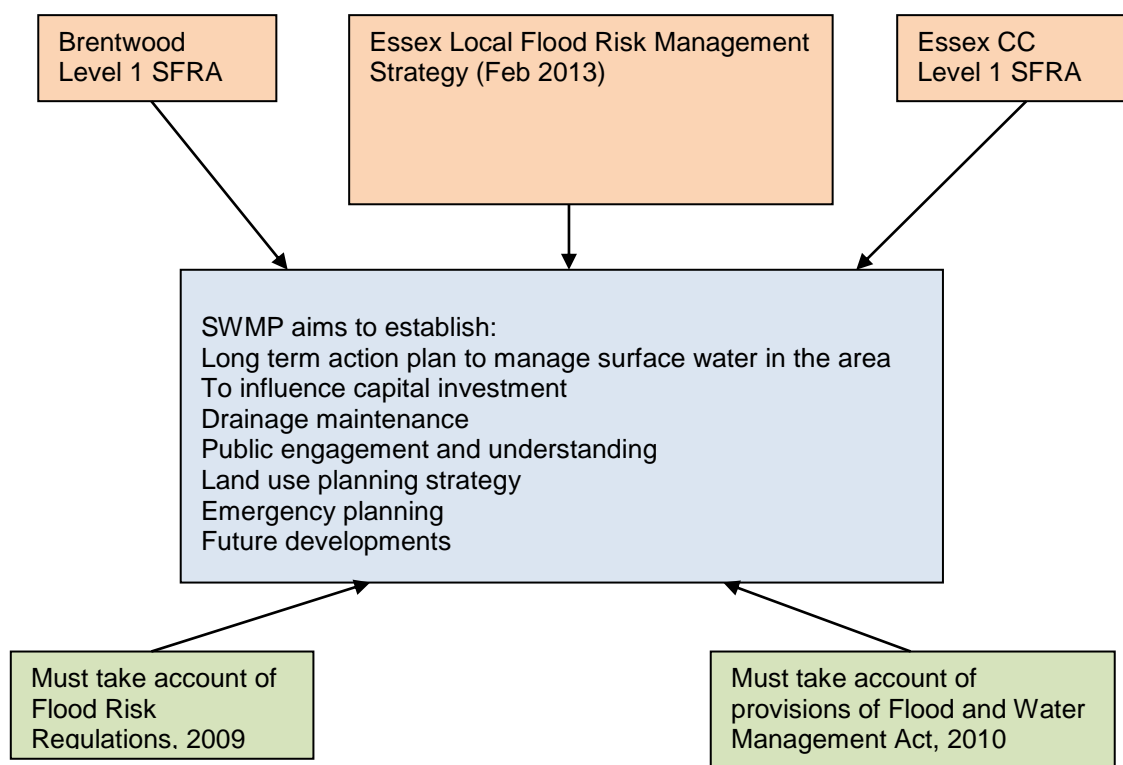 Brentwood
Level 1 SFRA
Essex Local Flood Risk Management
Strategy (Feb 2013)
Essex CC
Level 1 SFRA
SWMP aims to establish:
Long term action plan to manage surface water in the area
To influence capital investment
Drainage maintenance
Public engagement and understanding
Land use planning strategy
Emergency planning
Future developments
Must take account of
Flood Risk
Regulations, 2009
Must take account of
provisions of Flood and Water
Management Act, 2010